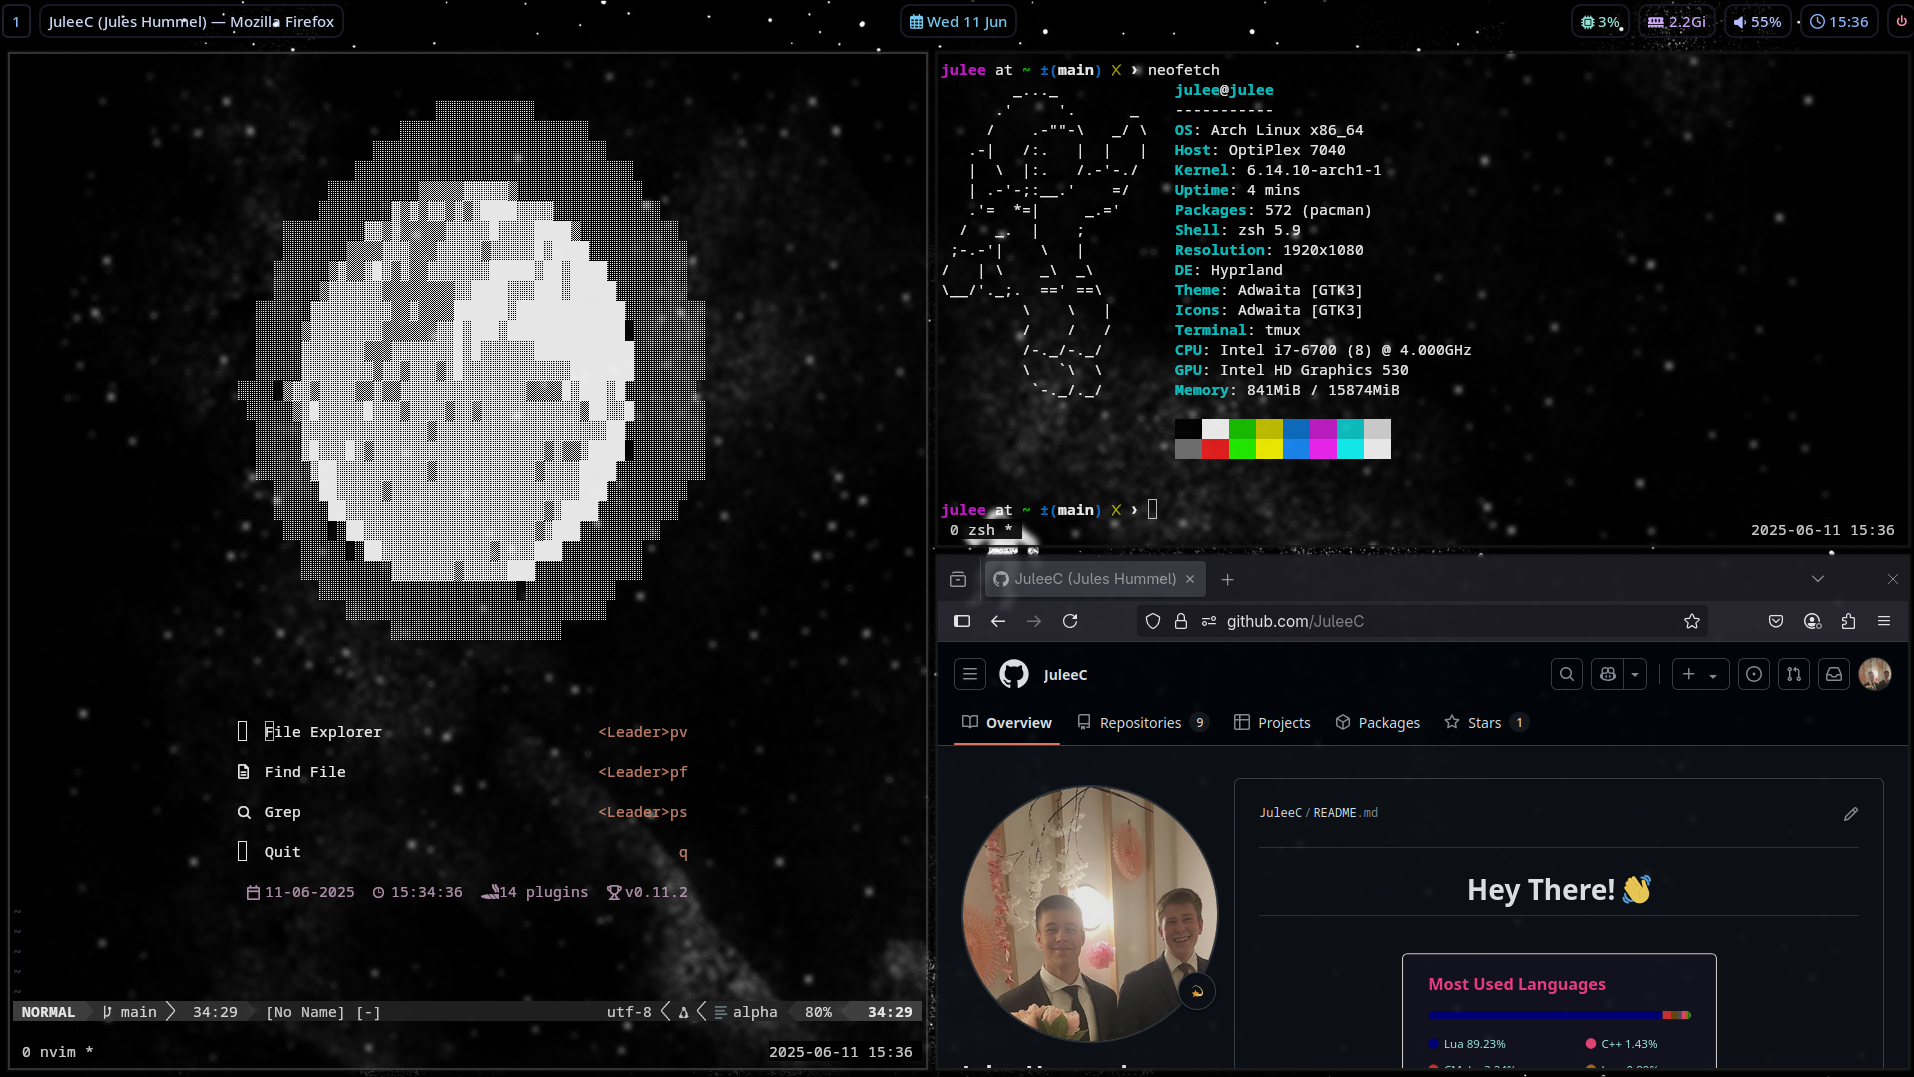 1
JuleeC (Jules Hummel) — Mozilla Firefox
Wed 11 Jun
3%
2.2Gi
55%
15:36
File Explorer <Leader>pv
Find File <Leader>pf
Grep <Leader>ps
Quit q
11-06-2025 15:34:36 14 plugins v0.11.2
~
~
~
~
~
NORMAL main 34:29 [No Name] [-] utf-8 alpha 80% 34:29
0 nvim * 2025-06-11 15:36
julee at ~ ±(main) ✗ › neofetch
julee@julee
-----------
OS: Arch Linux x86_64
Host: OptiPlex 7040
Kernel: 6.14.10-arch1-1
Uptime: 4 mins
Packages: 572 (pacman)
Shell: zsh 5.9
Resolution: 1920x1080
DE: Hyprland
Theme: Adwaita [GTK3]
Icons: Adwaita [GTK3]
Terminal: tmux
CPU: Intel i7-6700 (8) @ 4.000GHz
GPU: Intel HD Graphics 530
Memory: 841MiB / 15874MiB
julee at ~ ±(main) ✗ ›
0 zsh * 2025-06-11 15:36
JuleeC (Jules Hummel)
github.com/JuleeC
JuleeC
Overview Repositories 9 Projects Packages Stars 1
JuleeC / README.md
Hey There! 👋
Most Used Languages
Lua 89.23% C++ 1.43%